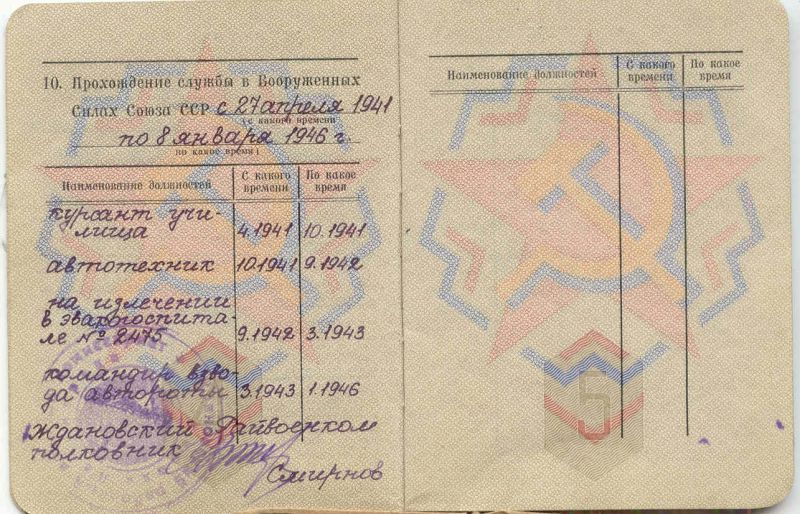 10. Прохождение службы в Вооруженных
Силах Союза ССР с 27 апреля 1941
(с какого времени
по 8 января 1946 г.
по какое время)
Наименование должностей С какого времени По какое время
курсант учи-
лища 4.1941 10.1941
автотехник 10.1941 9.1942
на излечении
в эвакогоспита-
ле № 2475 9.1942 3.1943
командир взво-
да автороты 3.1943 1.1946
Ждановский Райвоенком
полковник
Смирнов
Наименование должностей С какого времени По какое время
5